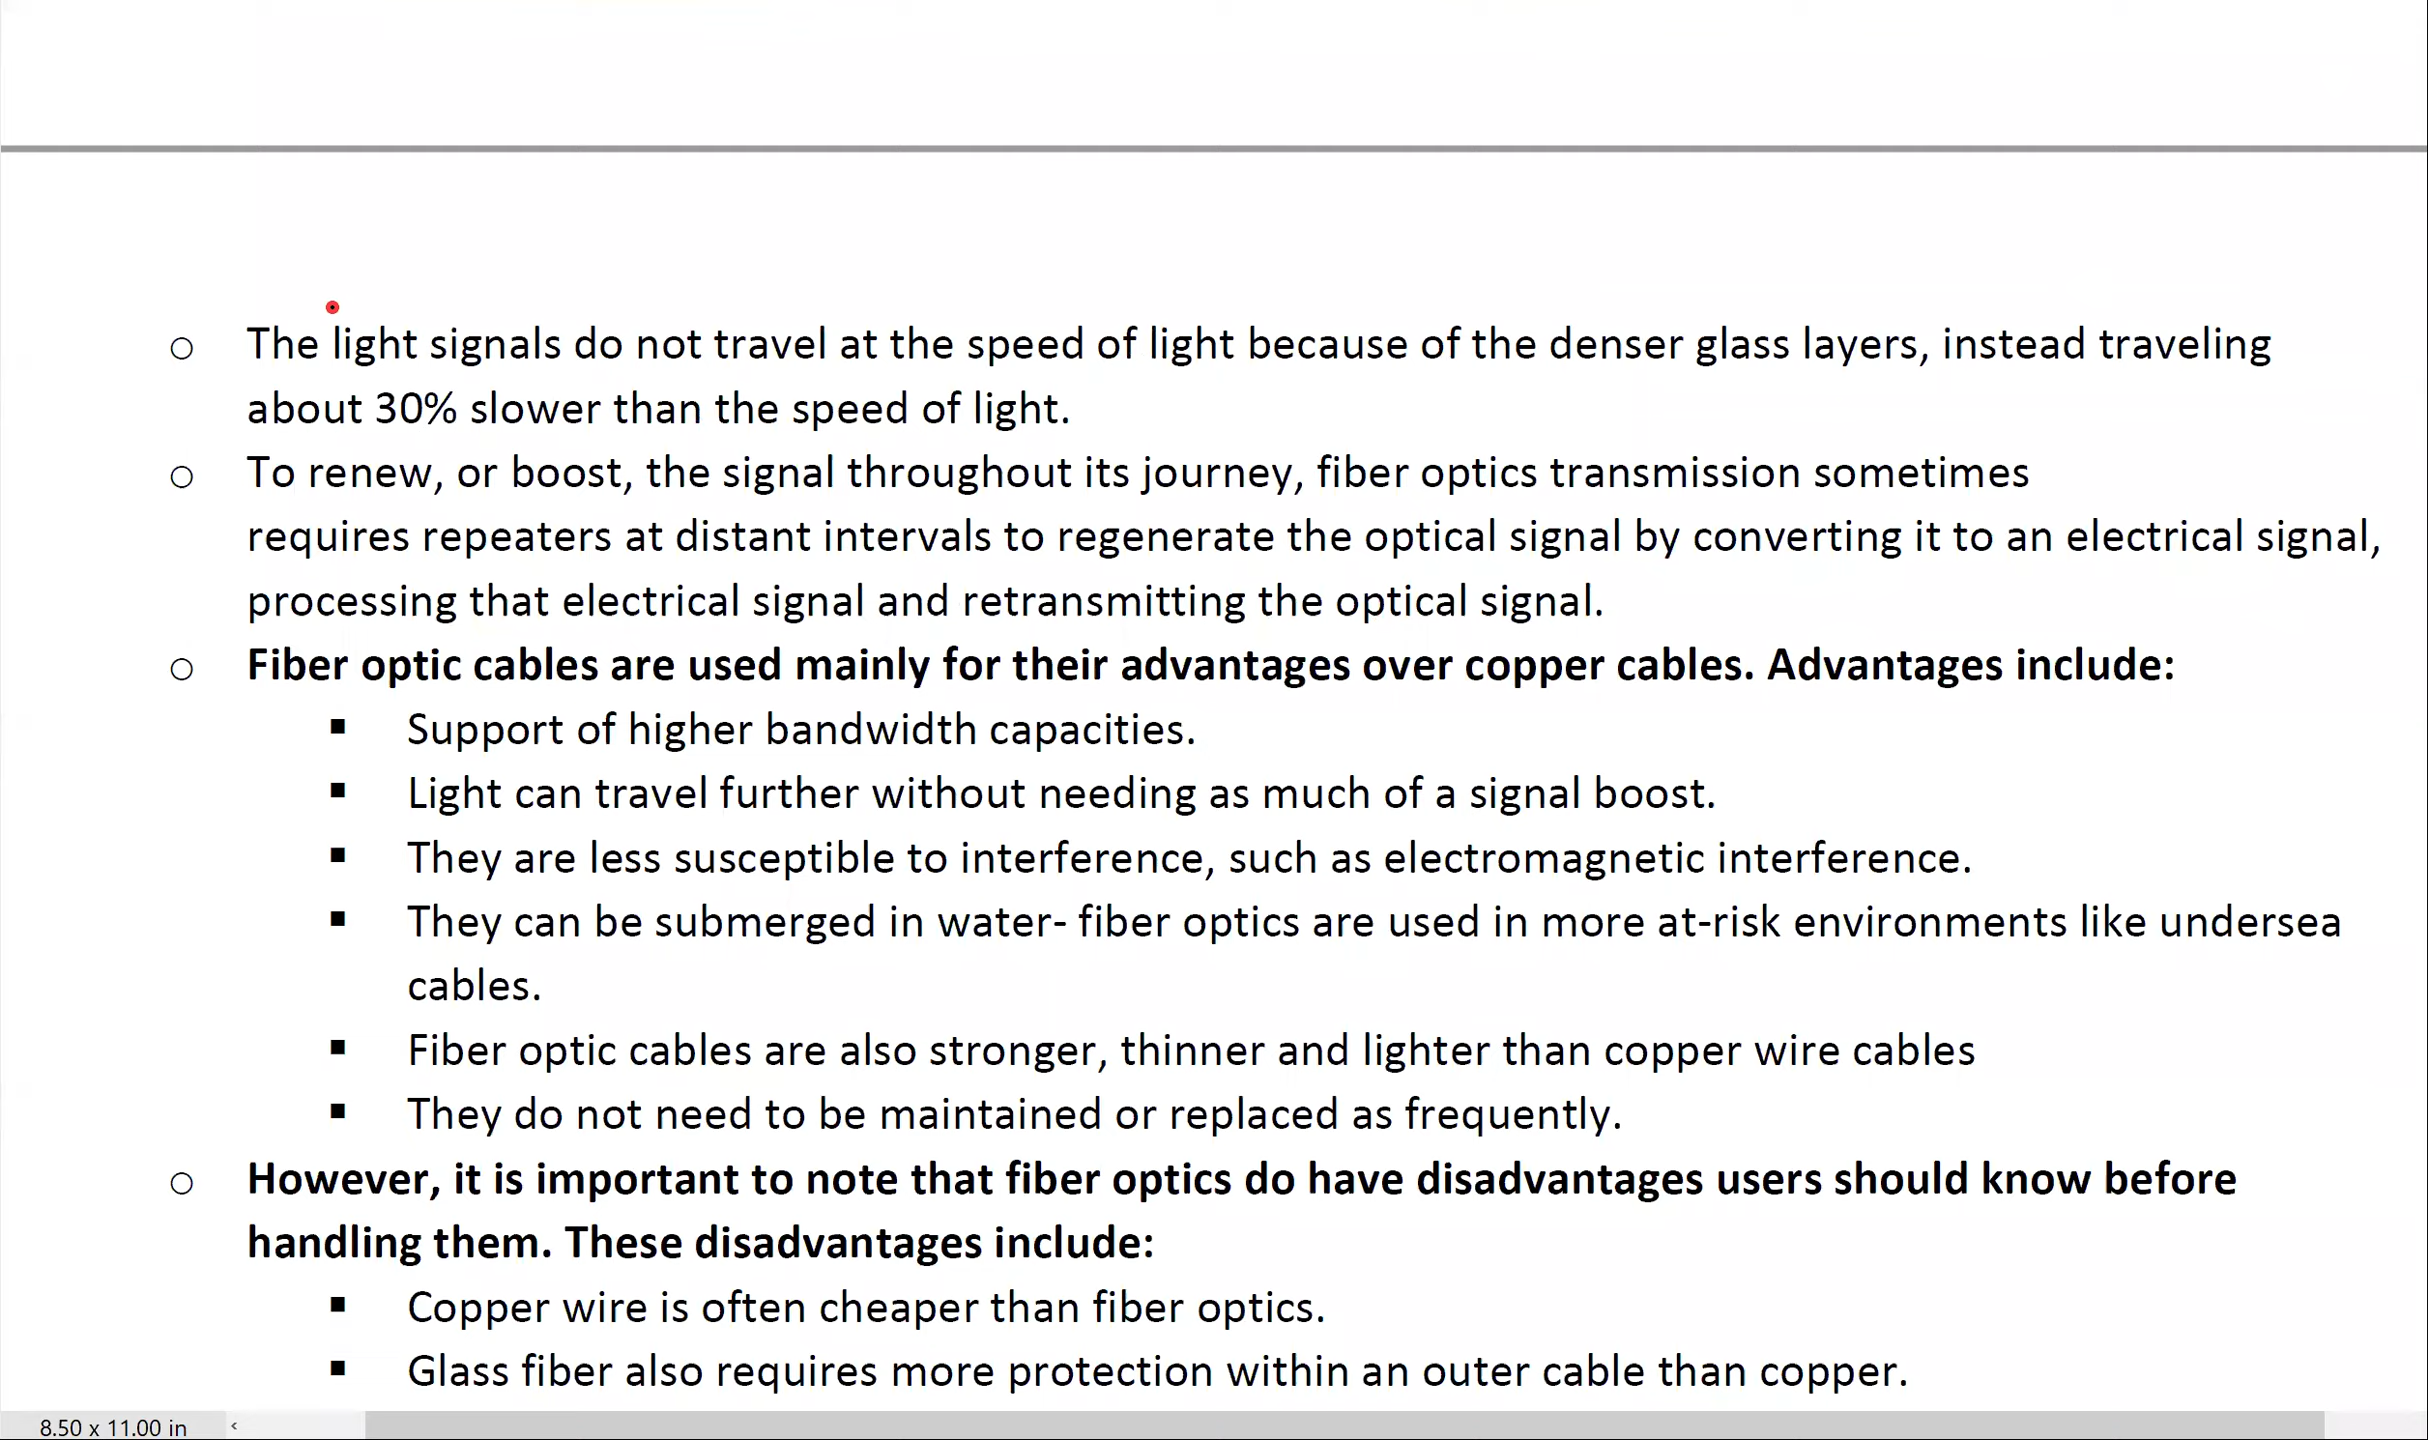 The light signals do not travel at the speed of light because of the denser glass layers, instead traveling
about 30% slower than the speed of light.
To renew, or boost, the signal throughout its journey, fiber optics transmission sometimes
requires repeaters at distant intervals to regenerate the optical signal by converting it to an electrical signal,
processing that electrical signal and retransmitting the optical signal.
Fiber optic cables are used mainly for their advantages over copper cables. Advantages include:
Support of higher bandwidth capacities.
Light can travel further without needing as much of a signal boost.
They are less susceptible to interference, such as electromagnetic interference.
They can be submerged in water- fiber optics are used in more at-risk environments like undersea
cables.
Fiber optic cables are also stronger, thinner and lighter than copper wire cables
They do not need to be maintained or replaced as frequently.
However, it is important to note that fiber optics do have disadvantages users should know before
handling them. These disadvantages include:
Copper wire is often cheaper than fiber optics.
Glass fiber also requires more protection within an outer cable than copper.
8.50 x 11.00 in